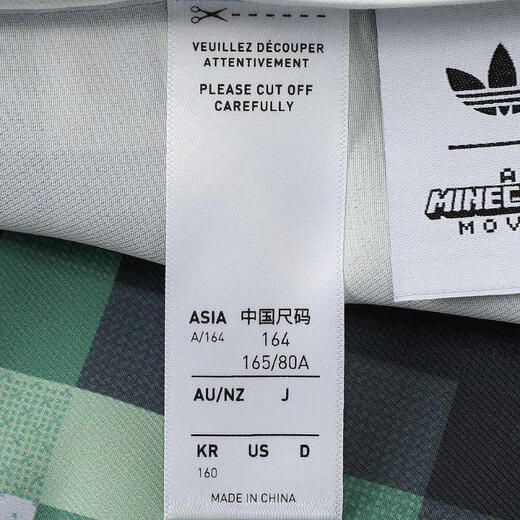 VEUILLEZ DÉCOUPER
ATTENTIVEMENT
PLEASE CUT OFF
CAREFULLY
ASIA 中国尺码
A/164 164
165/80A
AU/NZ J
KR US D
160
MADE IN CHINA
A
MOV